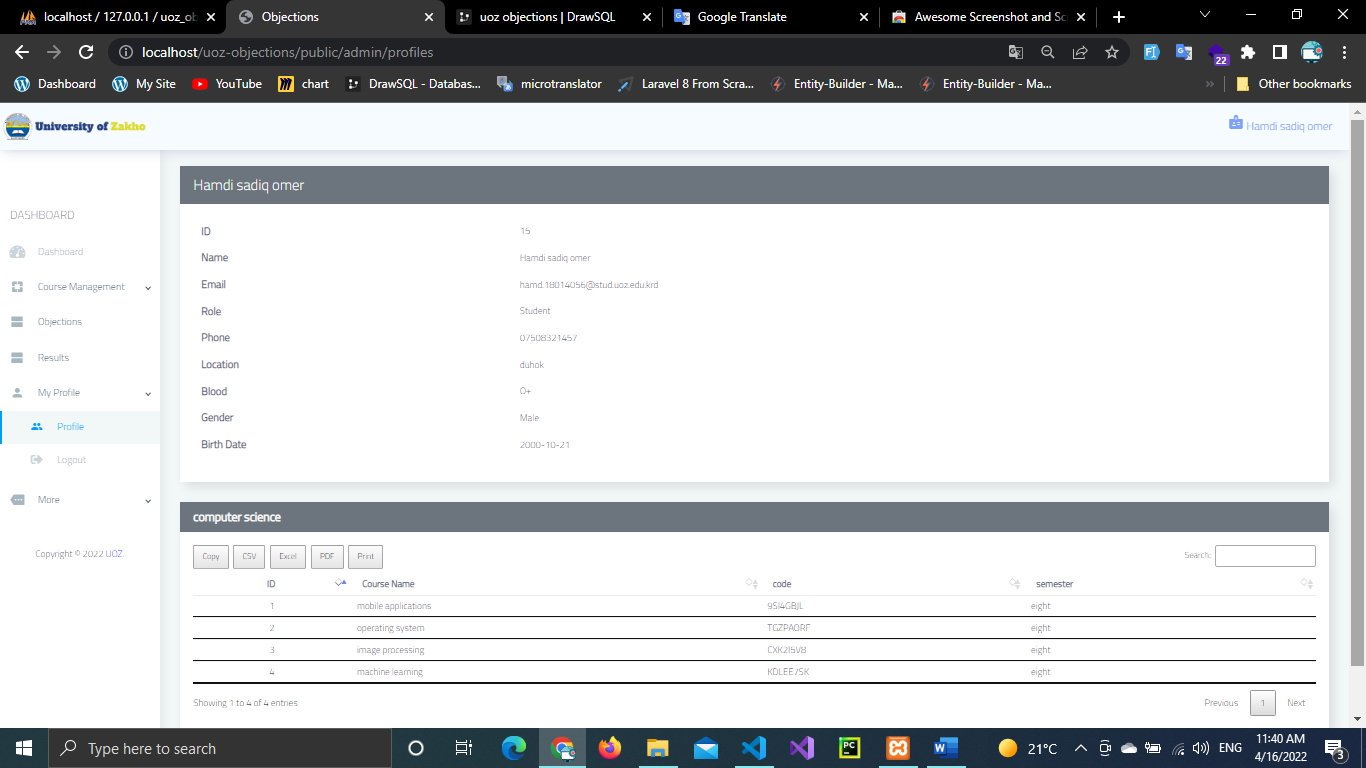 localhost / 127.0.0.1 / uoz_ob
Objections
uoz objections | DrawSQL
Google Translate
Awesome Screenshot and Sc
localhost/uoz-objections/public/admin/profiles
22
Dashboard
My Site
YouTube
chart
DrawSQL - Databas...
microtranslator
Laravel 8 From Scra...
Entity-Builder - Ma...
Entity-Builder - Ma...
Other bookmarks
University of Zakho
Hamdi sadiq omer
DASHBOARD
Dashboard
Course Management
Objections
Results
My Profile
Profile
Logout
More
Copyright © 2022 UOZ.
Hamdi sadiq omer
ID 15
Name Hamdi sadiq omer
Email hamd.18014056@stud.uoz.edu.krd
Role Student
Phone 07508321457
Location duhok
Blood O+
Gender Male
Birth Date 2000-10-21
computer science
Copy CSV Excel PDF Print
Search:
ID Course Name code semester
1 mobile applications eight
2 operating system eight
3 image processing eight
4 machine learning eight
Showing 1 to 4 of 4 entries
Previous 1 Next
Type here to search
21°C
ENG
11:40 AM
4/16/2022
3